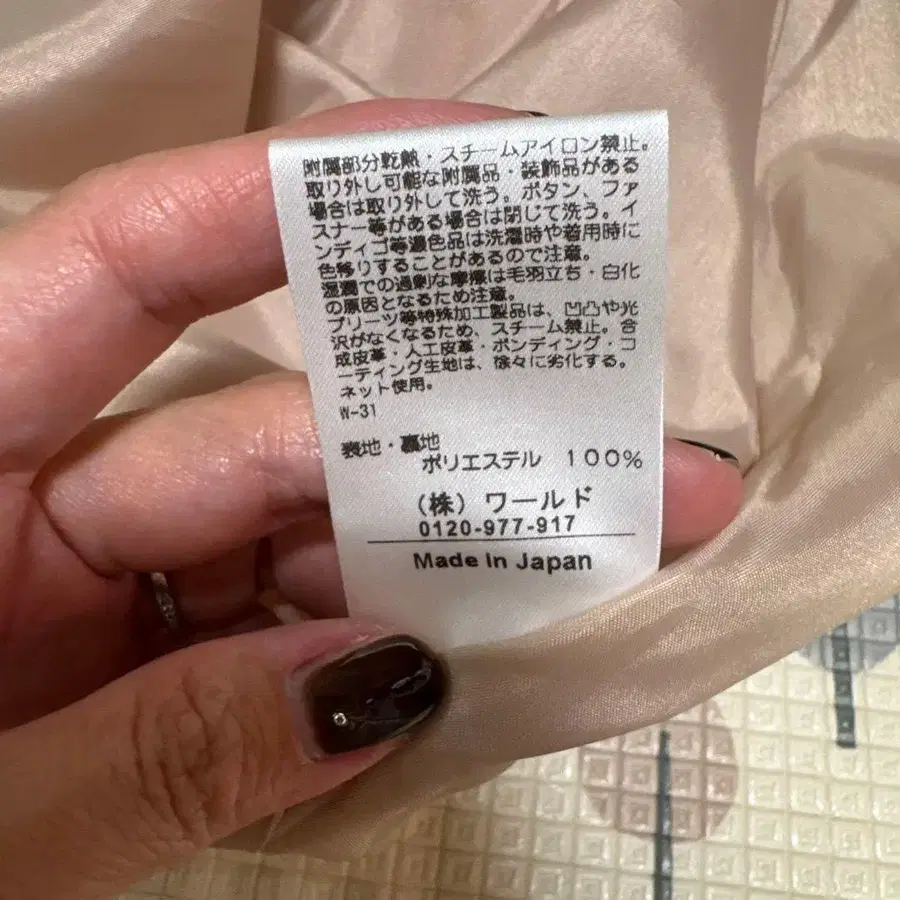 附属部分乾熱・スチームアイロン禁止。
取り外し可能な附属品・装飾品がある
場合は取り外して洗う。ボタン、ファ
スナー等がある場合は閉じて洗う。イ
ンディゴ等濃色品は洗濯時や着用時に
色移りすることがあるので注意。
湿潤での過剰な摩擦は毛羽立ち・白化
の原因となるため注意。
プリーツ等特殊加工製品は、凹凸や光
沢がなくなるため、スチーム禁止。合
成皮革・人工皮革・ボンディング・コ
ーティング生地は、徐々に劣化する。
ネット使用。
W-31
表地・裏地
ポリエステル 100%
(株) ワールド
0120-977-917
Made in Japan